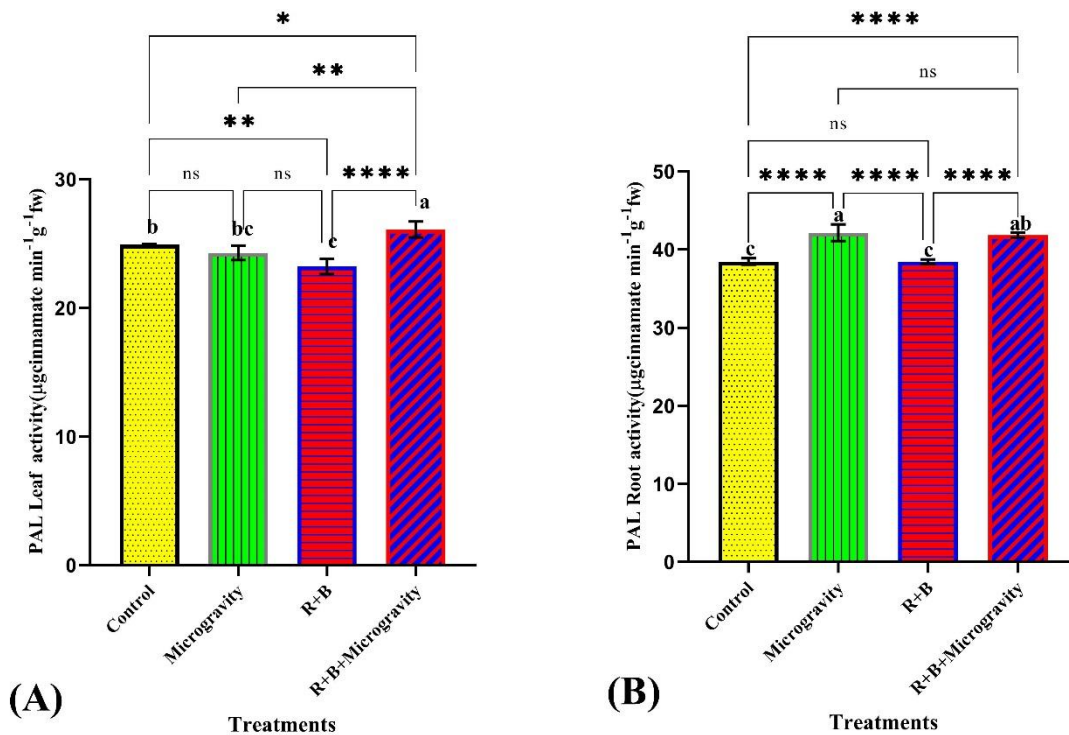 *
**
**
ns
ns
****
PAL Leaf activity(µgcinnamate min⁻¹g⁻¹fw)
30
20
10
0
b
bc
c
a
Control
Microgravity
R+B
R+B+Microgravity
(A)
Treatments
****
ns
ns
****
****
****
PAL Root activity(µgcinnamate min⁻¹g⁻¹fw)
50
40
30
20
10
0
c
a
c
ab
Control
Microgravity
R+B
R+B+Microgravity
(B)
Treatments